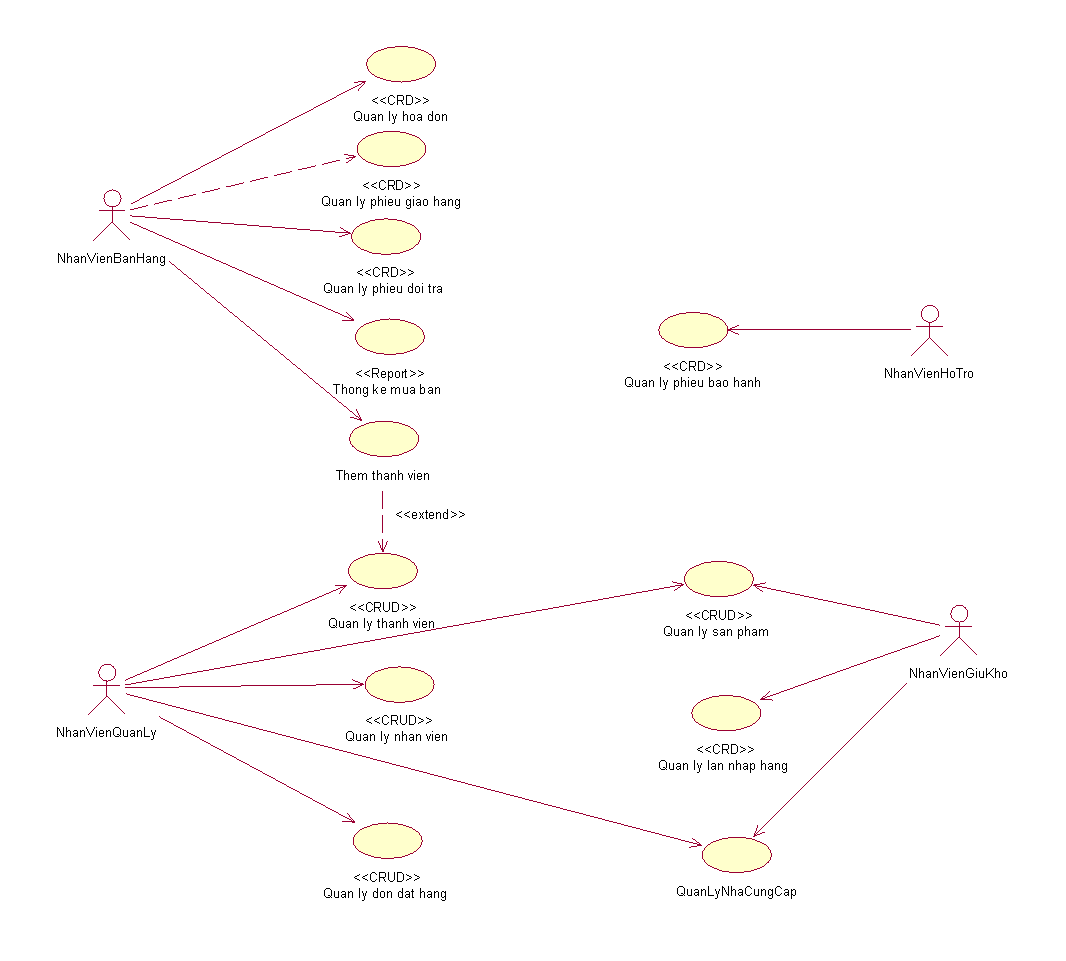 <<CRD>>
Quan ly hoa don
<<CRD>>
Quan ly phieu giao hang
NhanVienBanHang
<<CRD>>
Quan ly phieu doi tra
<<Report>>
Thong ke mua ban
<<CRD>>
Quan ly phieu bao hanh
NhanVienHoTro
Them thanh vien
<<extend>>
<<CRUD>>
Quan ly thanh vien
<<CRUD>>
Quan ly san pham
NhanVienGiuKho
NhanVienQuanLy
<<CRUD>>
Quan ly nhan vien
<<CRD>>
Quan ly lan nhap hang
<<CRUD>>
Quan ly don dat hang
QuanLyNhaCungCap